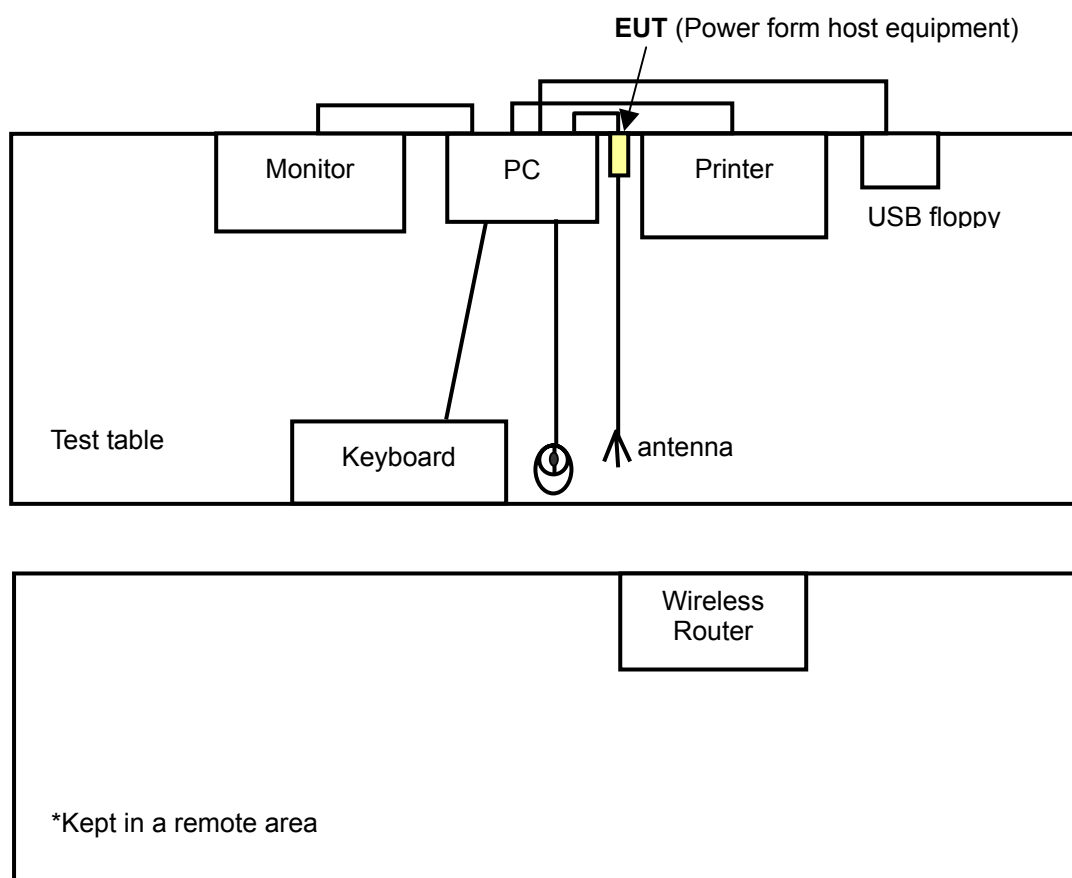 EUT (Power form host equipment)
Monitor
PC
Printer
USB floppy
Test table
Keyboard
antenna
Wireless
Router
*Kept in a remote area